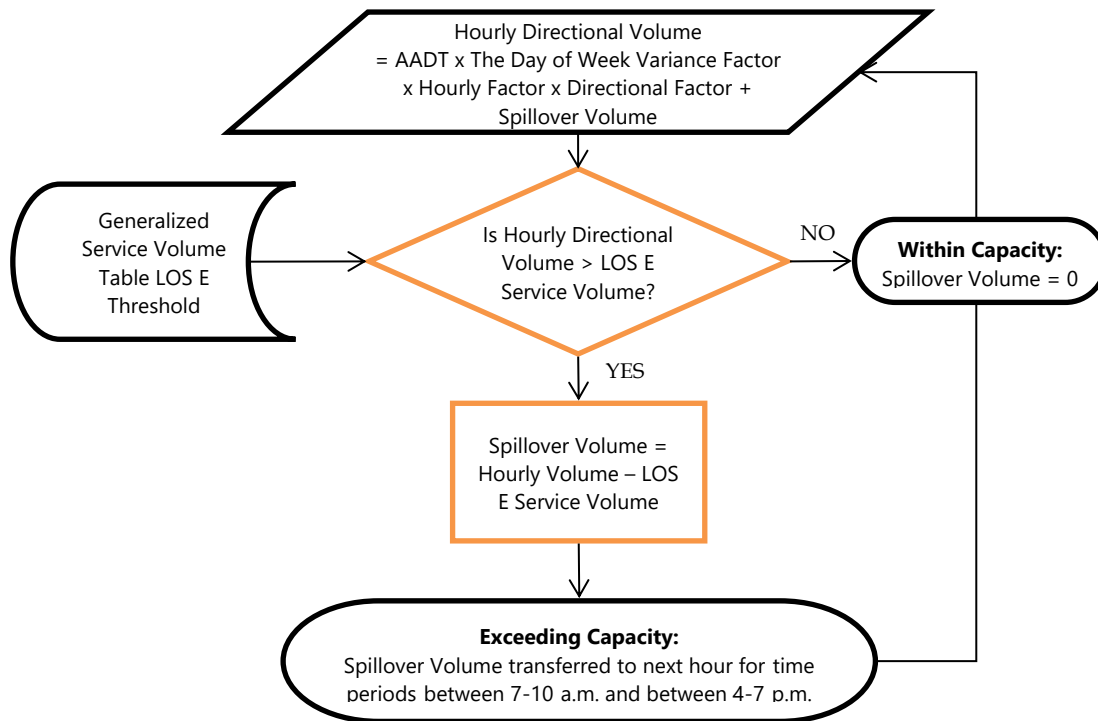 Hourly Directional Volume
= AADT x The Day of Week Variance Factor
x Hourly Factor x Directional Factor +
Spillover Volume
Generalized
Service Volume
Table LOS E
Threshold
Is Hourly Directional
Volume > LOS E
Service Volume?
NO
Within Capacity:
Spillover Volume = 0
YES
Spillover Volume =
Hourly Volume – LOS
E Service Volume
Exceeding Capacity:
Spillover Volume transferred to next hour for time
periods between 7-10 a.m. and between 4-7 p.m.